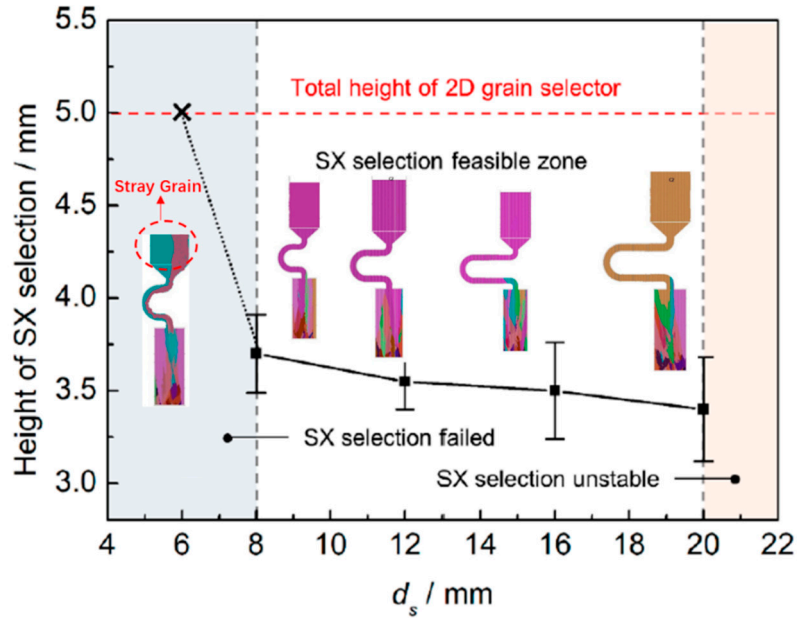 5.5
Total height of 2D grain selector
5.0
SX selection feasible zone
Stray Grain
4.5
4.0
3.5
SX selection failed
SX selection unstable
3.0
Height of SX selection / mm
4 6 8 10 12 14 16 18 20 22
dₛ / mm